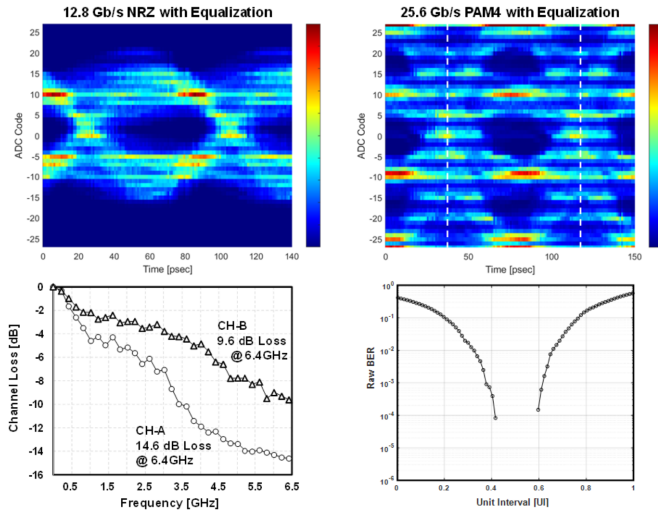 12.8 Gb/s NRZ with Equalization
25
20
15
10
5
0
-5
-10
-15
-20
-25
ADC Code
0 20 40 60 80 100 120 140
Time [psec]
25.6 Gb/s PAM4 with Equalization
25
20
15
10
5
0
-5
-10
-15
-20
-25
ADC Code
0 50 100 150
Time [psec]
0
-2
-4
-6
-8
-10
-12
-14
-16
Channel Loss [dB]
CH-B
9.6 dB Loss
@ 6.4GHz
CH-A
14.6 dB Loss
@ 6.4GHz
0.5 1.5 2.5 3.5 4.5 5.5 6.5
Frequency [GHz]
10⁰
10⁻¹
10⁻²
10⁻³
10⁻⁴
10⁻⁵
10⁻⁶
Raw BER
0 0.2 0.4 0.6 0.8 1
Unit Interval [UI]